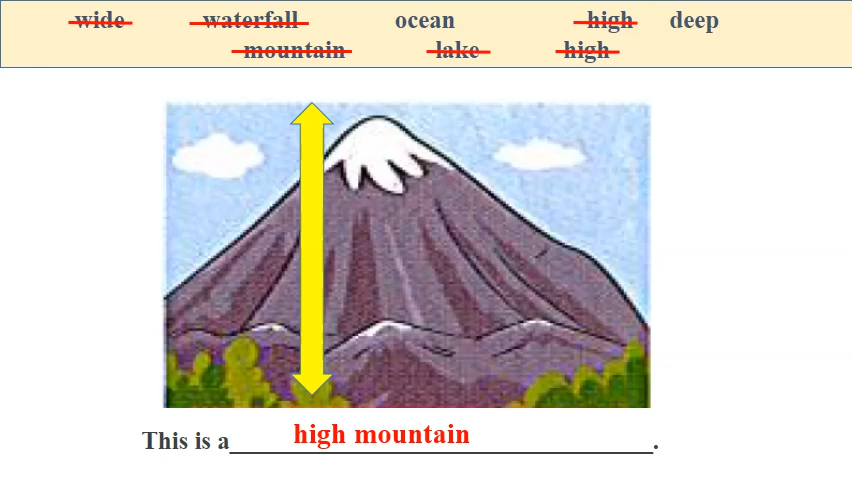 wide waterfall ocean high deep
mountain lake high
This is a high mountain.